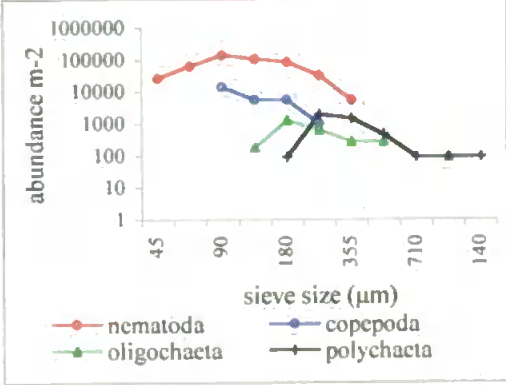 1000000
100000
10000
1000
100
10
1
abundance m-2
45
90
180
355
710
140
sieve size (µm)
nematoda
copepoda
oligochaeta
polychaeta